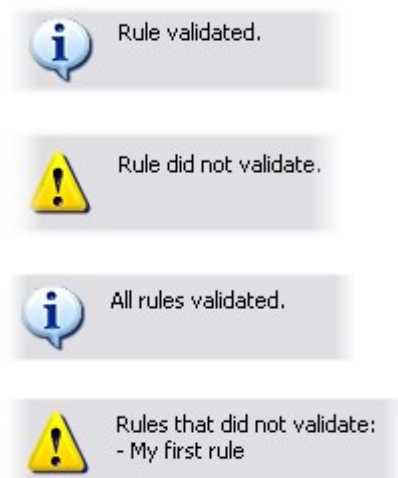 Rule validated.
Rule did not validate.
All rules validated.
Rules that did not validate:
- My first rule